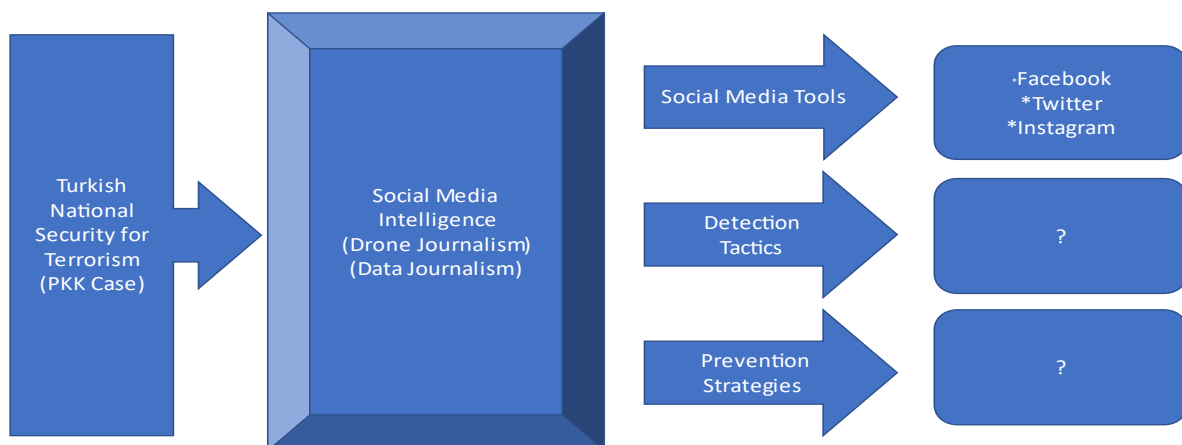 Turkish
National
Security for
Terrorism
(PKK Case)
Social Media
Intelligence
(Drone Journalism)
(Data Journalism)
Social Media Tools
*Facebook
*Twitter
*Instagram
Detection
Tactics
?
Prevention
Strategies
?